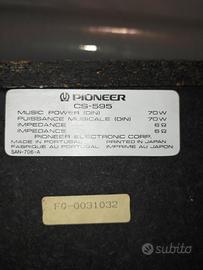 PIONEER
CS-595
MUSIC POWER (DIN) 70W
PUISSANCE MUSICALE (DIN) 70W
IMPEDANCE 6Ω
IMPEDANCE 6Ω
PIONEER ELECTRONIC CORP.
MADE IN PORTUGAL PRINTED IN JAPAN
FABRIQUE AU PORTUGAL IMPRIME AU JAPON
SAN-706-A
FG-0031032
subito